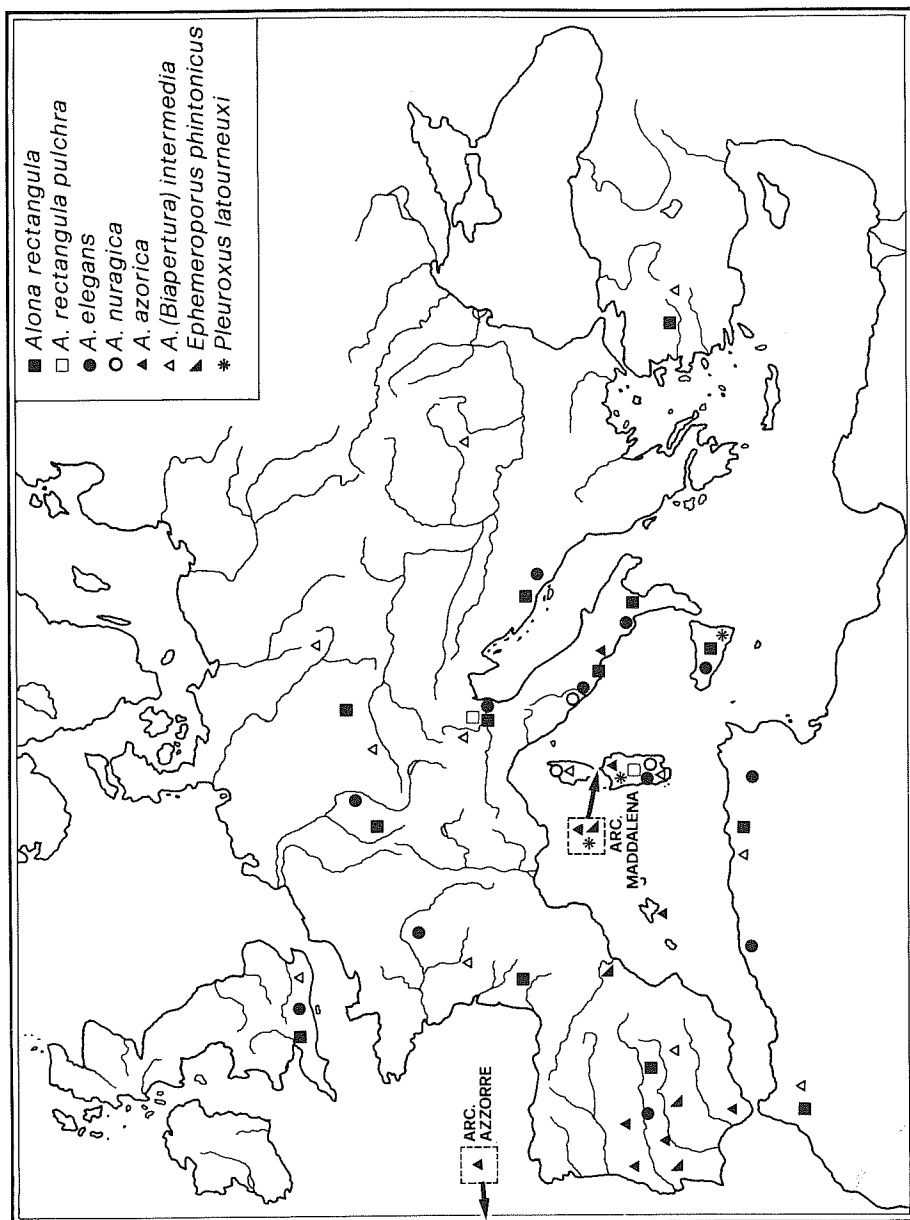 Alona rectangula
A. rectangula pulchra
A. elegans
A. nuragica
A. azorica
A. (Biapertura) intermedia
Ephemeroporus phintonicus
Pleuroxus latourneuxi
ARC.
MADDALENA
ARC.
AZZORRE